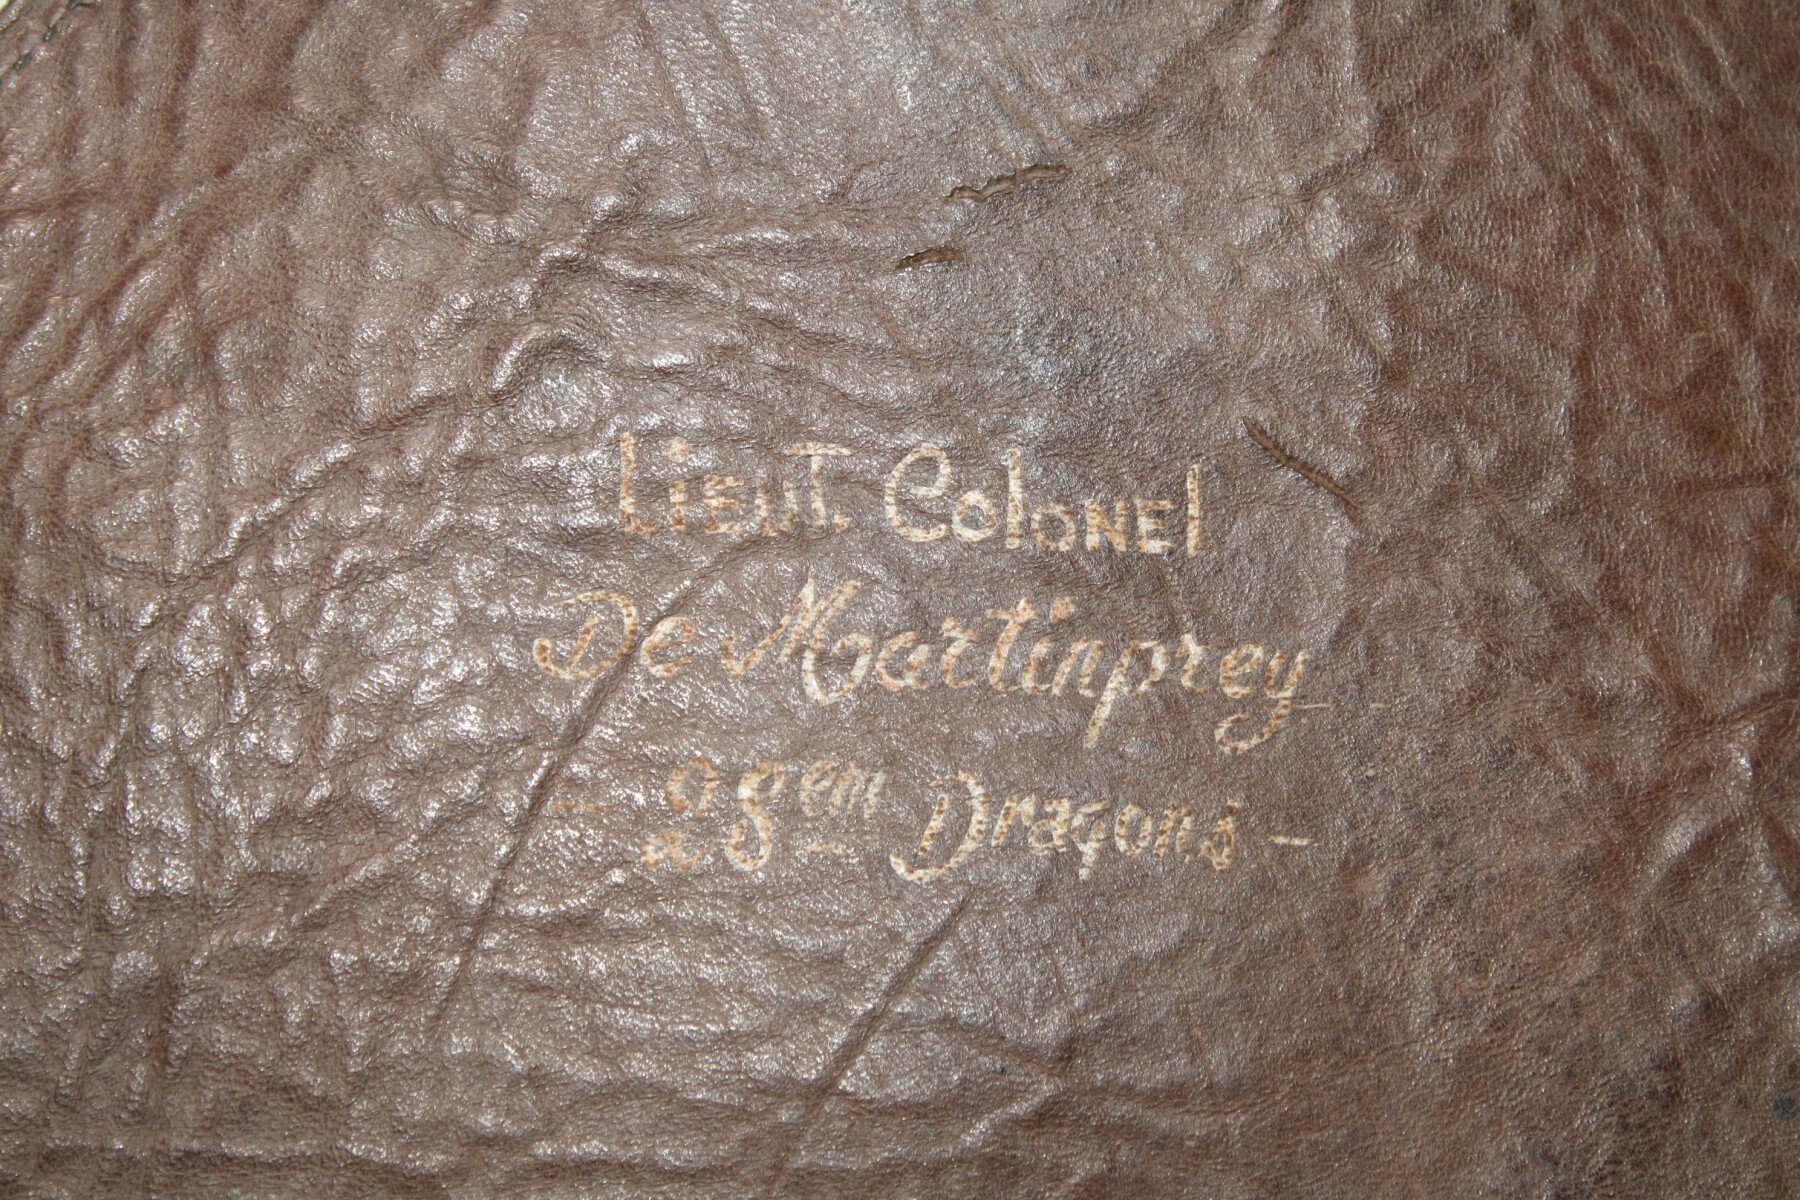 Lieut. Colonel
De Martinprey
- 28em Dragons -